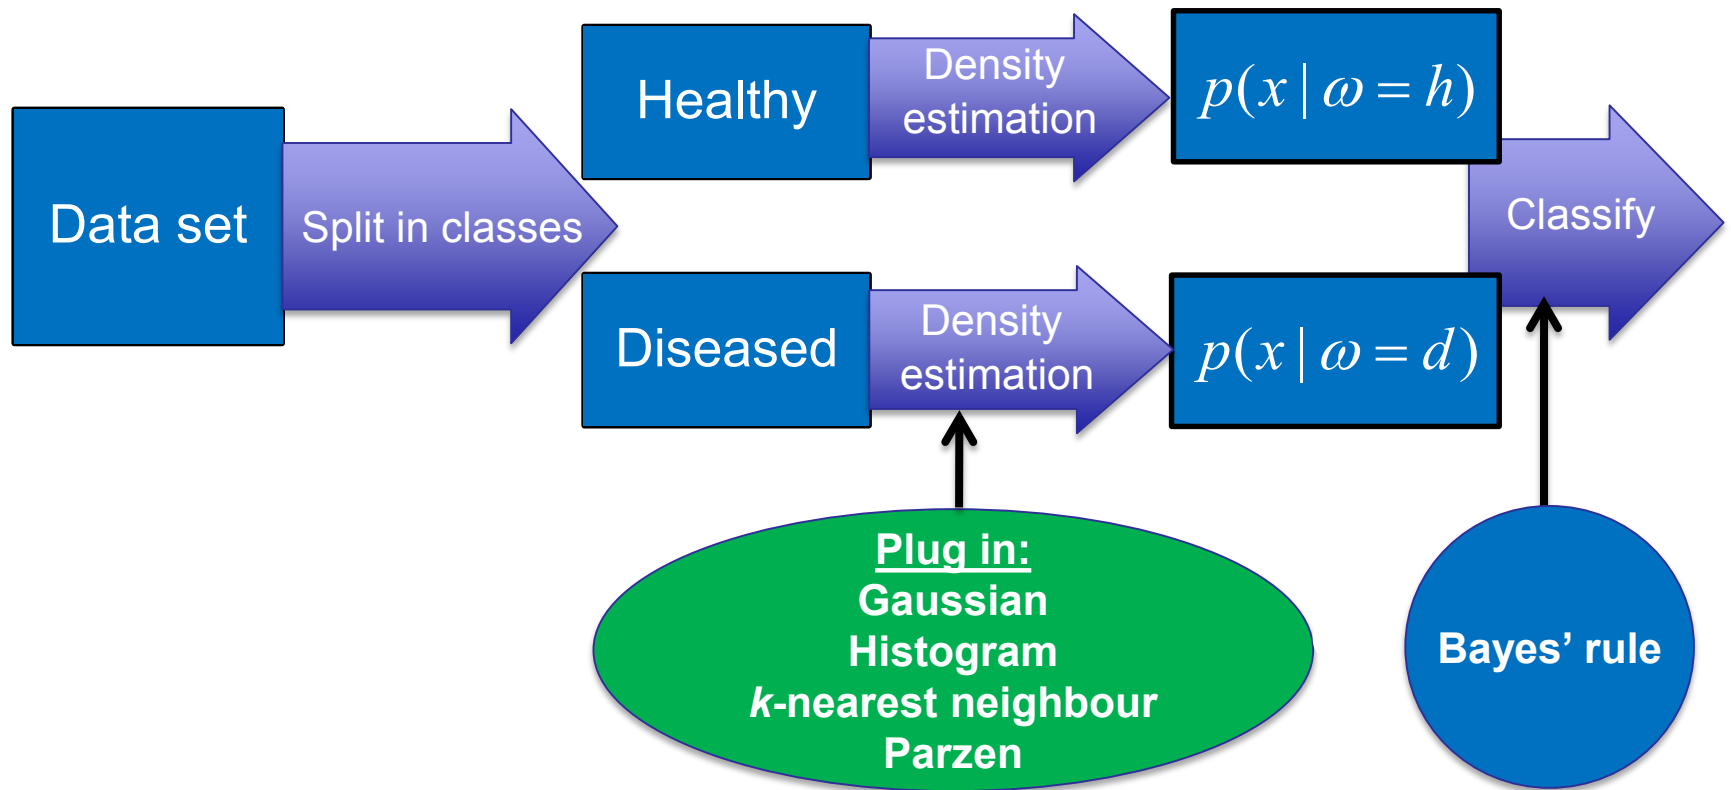 Data set
Split in classes
Healthy
Density
estimation
p(x | ω = h)
Diseased
Density
estimation
p(x | ω = d)
Classify
Plug in:
Gaussian
Histogram
k-nearest neighbour
Parzen
Bayes’ rule